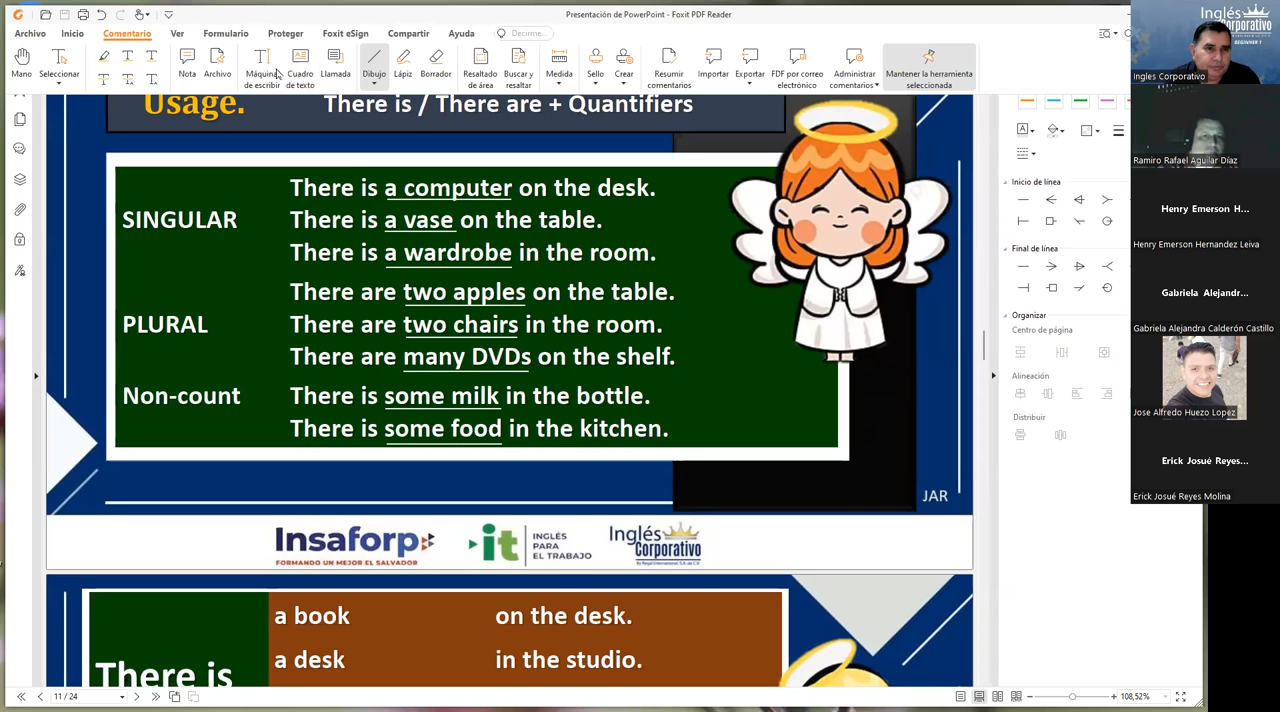 Presentación de PowerPoint - Foxit PDF Reader
Archivo Inicio Comentario Ver Formulario Proteger Foxit eSign Compartir Ayuda Decirme...
Mano
Seleccionar
Nota
Archivo
Máquina de escribir
Cuadro de texto
Llamada
Dibujo
Lápiz
Borrador
Resaltado de área
Buscar y resaltar
Medida
Sello
Crear
Resumir comentarios
Importar
Exportar
PDF por correo electrónico
Administrar comentarios
Mantener la herramienta seleccionada
Usage. There is / There are + Quantifiers
SINGULAR
There is a computer on the desk.
There is a vase on the table.
There is a wardrobe in the room.
PLURAL
There are two apples on the table.
There are two chairs in the room.
There are many DVDs on the shelf.
Non-count
There is some milk in the bottle.
There is some food in the kitchen.
JAR
Insaforp
FORMANDO UN MEJOR EL SALVADOR
it
INGLÉS
PARA
EL TRABAJO
Inglés
Corporativo
There is
a book on the desk.
a desk in the studio.
11 / 24
108,52%
Inicio de línea
Final de línea
Organizar
Centro de página
Alineación
Distribuir
Inglés
Corporativo
BEGINNER 1
Ingles Corporativo
Ramiro Rafael Aguilar Díaz
Henry Emerson H...
Henry Emerson Hernandez Leiva
Gabriela Alejandr...
Gabriela Alejandra Calderón Castillo
Jose Alfredo Huezo Lopez
Erick Josué Reyes...
Erick Josué Reyes Molina